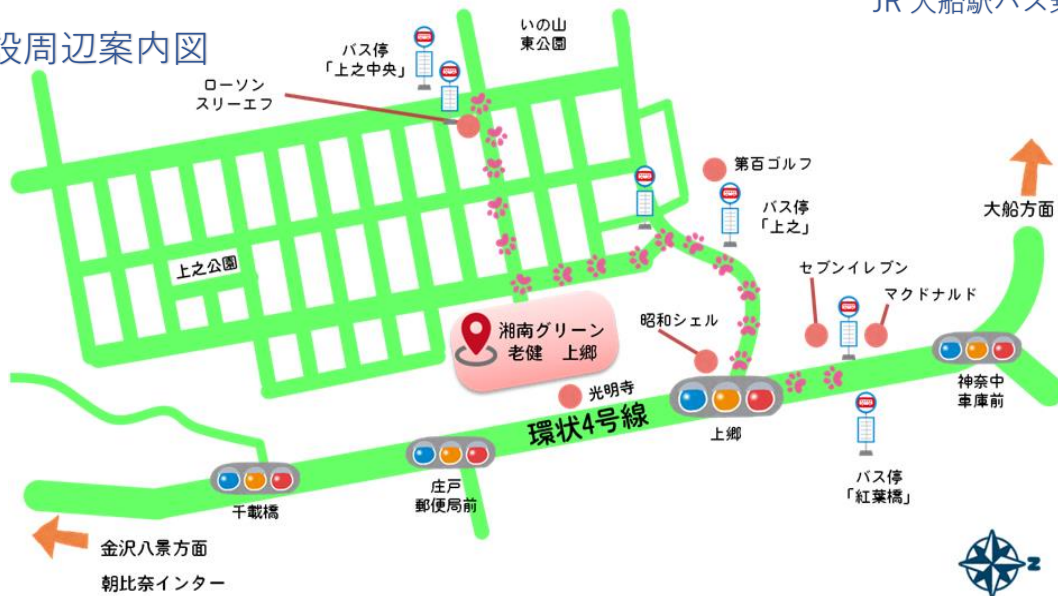 JR 大船駅バス
設周辺案内図
いの山
東公園
バス停
「上之中央」
ローソン
スリーエフ
第百ゴルフ
バス停
「上之」
大船方面
上之公園
セブンイレブン
マクドナルド
昭和シェル
湘南グリーン
老健 上郷
光明寺
神奈中
車庫前
環状4号線
上郷
庄戸
郵便局前
千載橋
バス停
「紅葉橋」
金沢八景方面
朝比奈インター
N